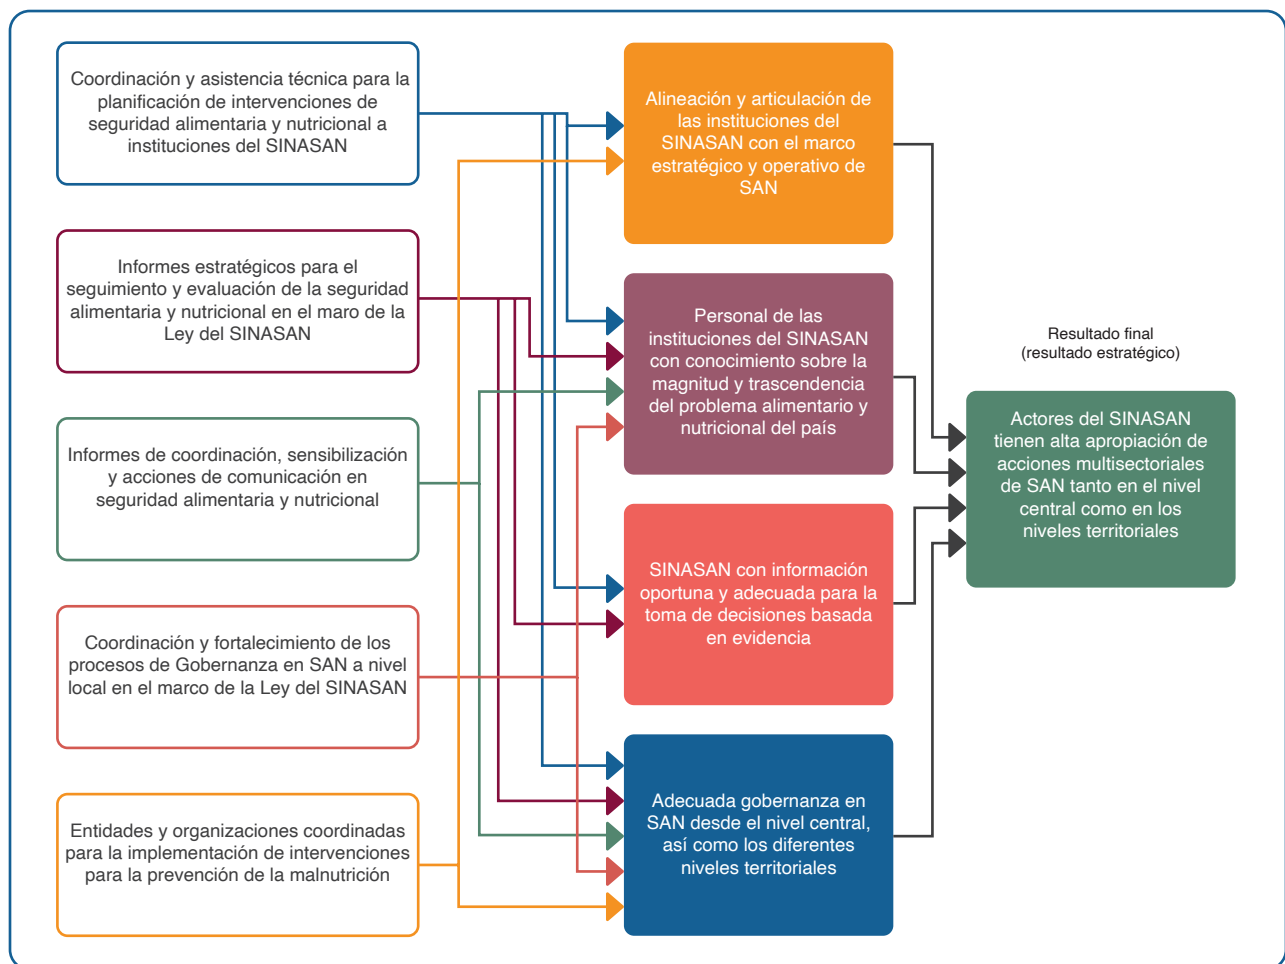 Coordinación y asistencia técnica para la
planificación de intervenciones de
seguridad alimentaria y nutricional a
instituciones del SINASAN
Informes estratégicos para el
seguimiento y evaluación de la seguridad
alimentaria y nutricional en el maro de la
Ley del SINASAN
Informes de coordinación, sensibilización
y acciones de comunicación en
seguridad alimentaria y nutricional
Coordinación y fortalecimiento de los
procesos de Gobernanza en SAN a nivel
local en el marco de la Ley del SINASAN
Entidades y organizaciones coordinadas
para la implementación de intervenciones
para la prevención de la malnutrición
Alineación y articulación de
las instituciones del
SINASAN con el marco
estratégico y operativo de
SAN
Personal de las
instituciones del SINASAN
con conocimiento sobre la
magnitud y trascendencia
del problema alimentario y
nutricional del país
SINASAN con información
oportuna y adecuada para la
toma de decisiones basada
en evidencia
Adecuada gobernanza en
SAN desde el nivel central,
así como los diferentes
niveles territoriales
Resultado final
(resultado estratégico)
Actores del SINASAN
tienen alta apropiación de
acciones multisectoriales
de SAN tanto en el nivel
central como en los
niveles territoriales